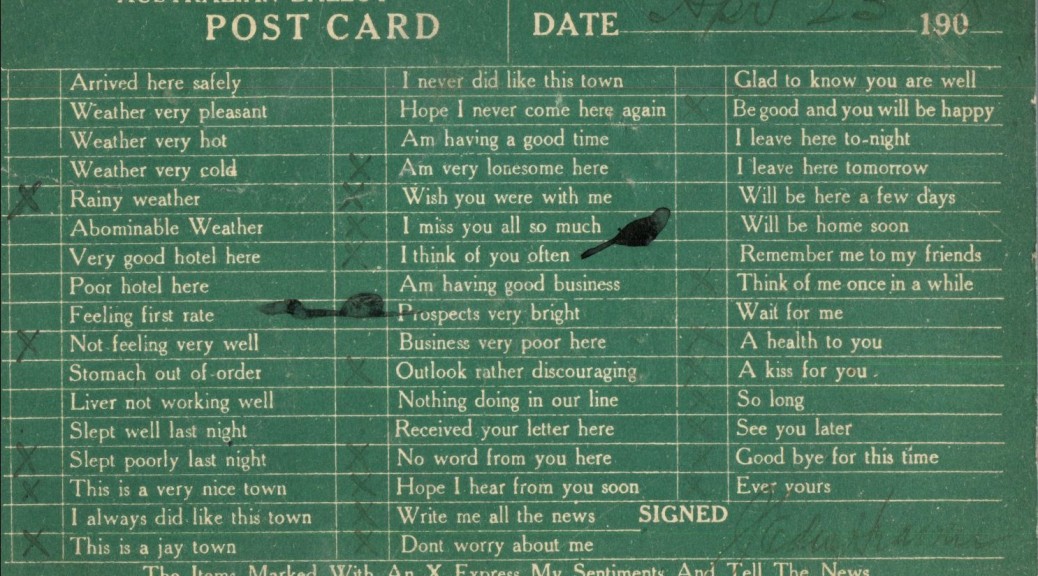 AUSTRALIAN BALLOT
POST CARD
DATE Apr 23 190
Arrived here safely
Weather very pleasant
Weather very hot
Weather very cold
X Rainy weather
Abominable Weather
Very good hotel here
Poor hotel here
Feeling first rate
X Not feeling very well
Stomach out of order
Liver not working well
Slept well last night
X Slept poorly last night
X This is a very nice town
I always did like this town
X This is a jay town
I never did like this town
Hope I never come here again
Am having a good time
X Am very lonesome here
X Wish you were with me
X I miss you all so much
X I think of you often
Am having good business
Prospects very bright
Business very poor here
X Outlook rather discouraging
Nothing doing in our line
Received your letter here
X No word from you here
X Hope I hear from you soon
X Write me all the news
X Dont worry about me
Glad to know you are well
X Be good and you will be happy
I leave here to-night
I leave here tomorrow
Will be here a few days
Will be home soon
Remember me to my friends
X Think of me once in a while
Wait for me
X A health to you
X A kiss for you
So long
X See you later
X Good bye for this time
X Ever yours
SIGNED
The Items Marked With An X Express My Sentiments And Tell The News